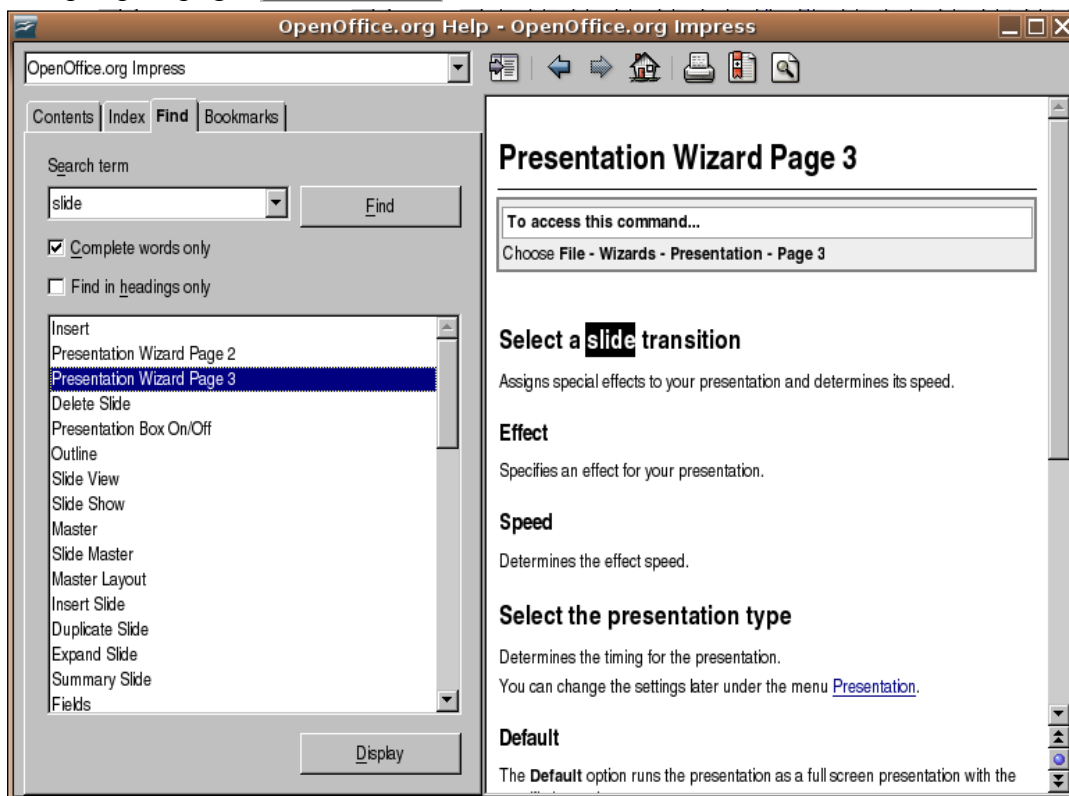 OpenOffice.org Help - OpenOffice.org Impress
OpenOffice.org Impress
Contents Index Find Bookmarks
Search term
slide
Find
Complete words only
Find in headings only
Insert
Presentation Wizard Page 2
Presentation Wizard Page 3
Delete Slide
Presentation Box On/Off
Outline
Slide View
Slide Show
Master
Slide Master
Master Layout
Insert Slide
Duplicate Slide
Expand Slide
Summary Slide
Fields
Display
Presentation Wizard Page 3
To access this command...
Choose File - Wizards - Presentation - Page 3
Select a slide transition
Assigns special effects to your presentation and determines its speed.
Effect
Specifies an effect for your presentation.
Speed
Determines the effect speed.
Select the presentation type
Determines the timing for the presentation.
You can change the settings later under the menu Presentation.
Default
The Default option runs the presentation as a full screen presentation with the